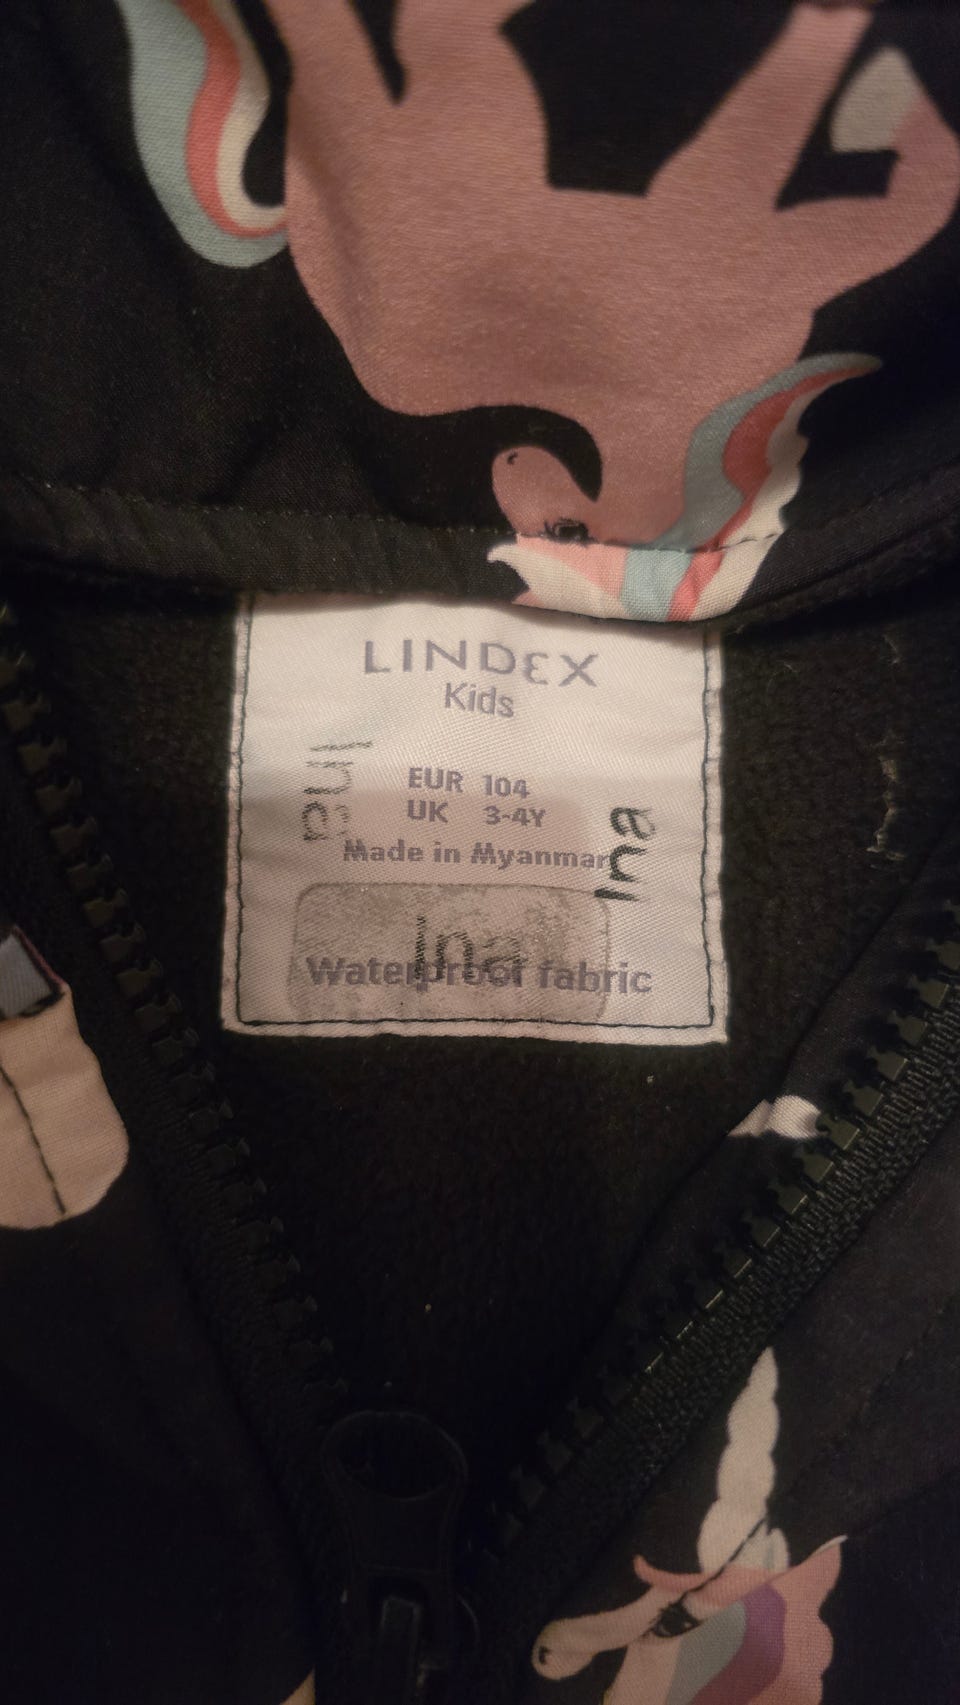 LINDEX
Kids
Ina
EUR 104
UK 3-4Y
Ina
Made in Myanmar
Ina
Waterproof fabric